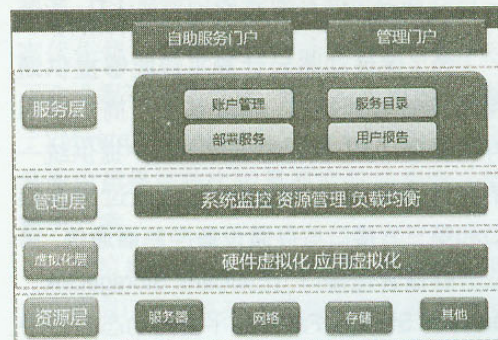 自助服务门户 管理门户
服务层
账户管理 服务目录
部署服务 用户报告
管理层 系统监控 资源管理 负载均衡
虚拟化层 硬件虚拟化 应用虚拟化
资源层 服务器 网络 存储 其他